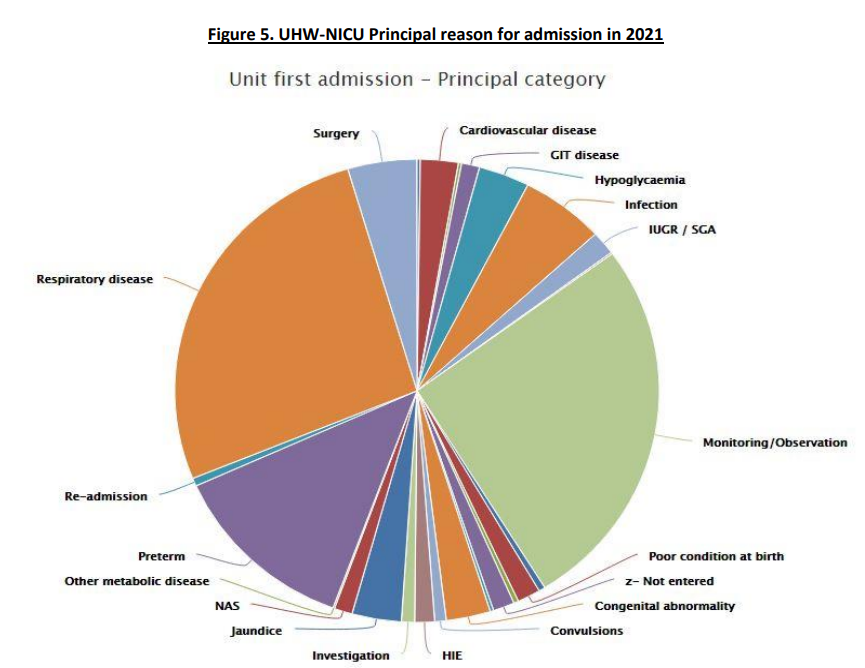 Figure 5. UHW-NICU Principal reason for admission in 2021
Unit first admission – Principal category
Surgery
Cardiovascular disease
GIT disease
Hypoglycaemia
Infection
IUGR / SGA
Respiratory disease
Monitoring/Observation
Re-admission
Preterm
Poor condition at birth
Other metabolic disease
z- Not entered
NAS
Congenital abnormality
Jaundice
Convulsions
Investigation
HIE